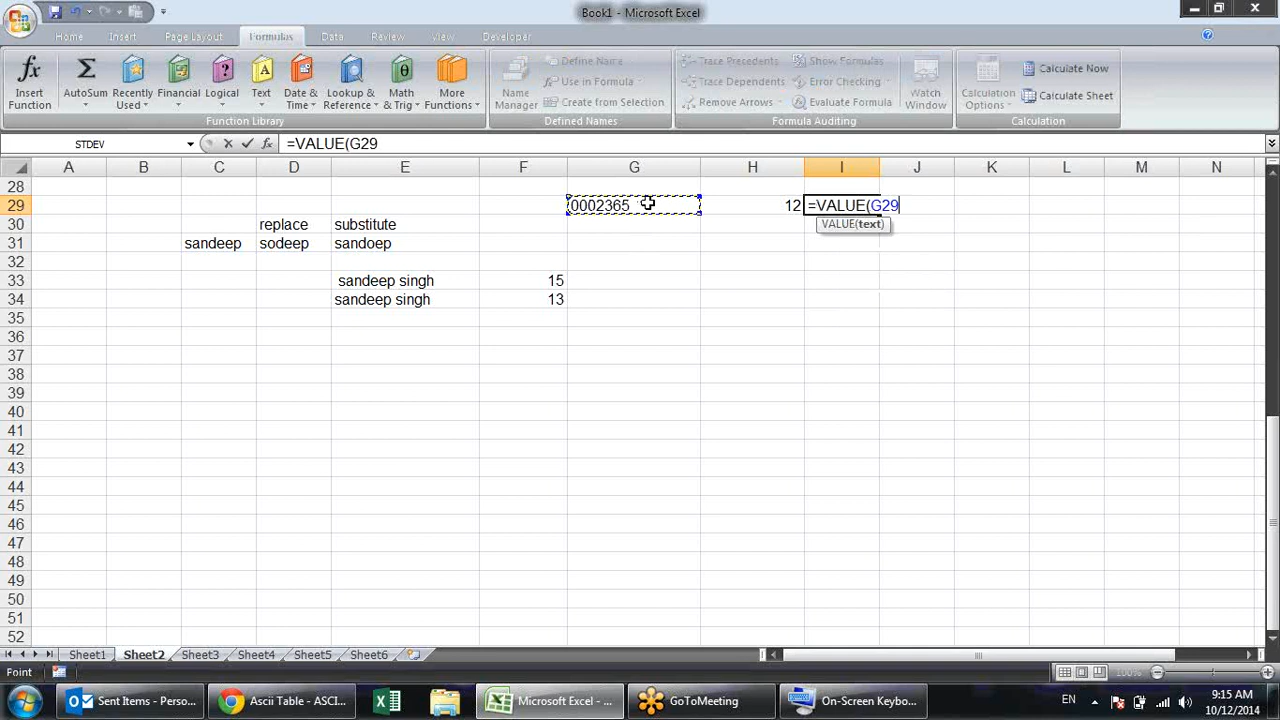 Book1 - Microsoft Excel
Home Insert Page Layout Formulas Data Review View Developer
Insert Function
AutoSum
Recently Used
Financial
Logical
Text
Date & Time
Lookup & Reference
Math & Trig
More Functions
Function Library
Name Manager
Define Name
Use in Formula
Create from Selection
Defined Names
Trace Precedents
Trace Dependents
Remove Arrows
Show Formulas
Error Checking
Evaluate Formula
Watch Window
Formula Auditing
Calculation Options
Calculate Now
Calculate Sheet
Calculation
STDEV fx =VALUE(G29
A B C D E F G H I J K L M N
28
29 0002365 12 =VALUE(G29
VALUE(text)
30 replace substitute
31 sandeep sodeep sandoep
32
33 sandeep singh 15
34 sandeep singh 13
35
36
37
38
39
40
41
42
43
44
45
46
47
48
49
50
51
52
Sheet1 Sheet2 Sheet3 Sheet4 Sheet5 Sheet6
Point 100%
Sent Items - Perso...
Ascii Table - ASCI...
Microsoft Excel - ...
GoToMeeting
On-Screen Keybo...
EN
9:15 AM
10/12/2014